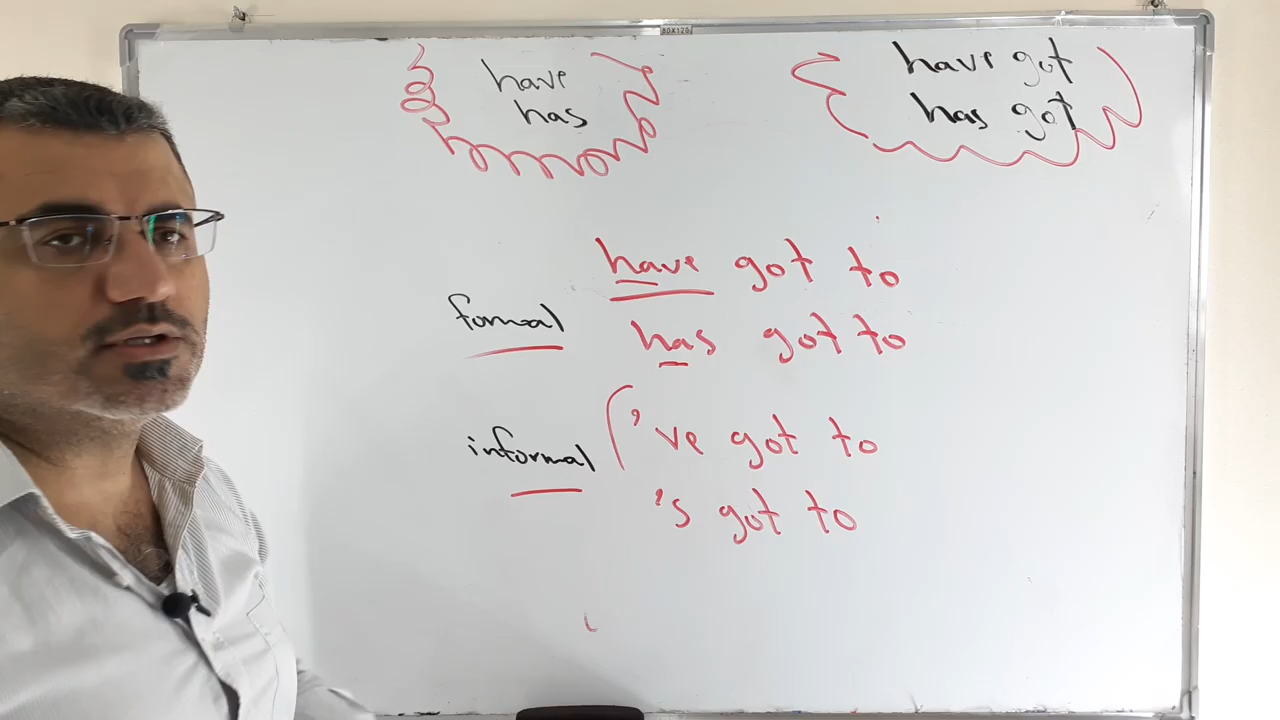 80X120
have
has
have got
has got
have got to
formal
has got to
've got to
informal
's got to